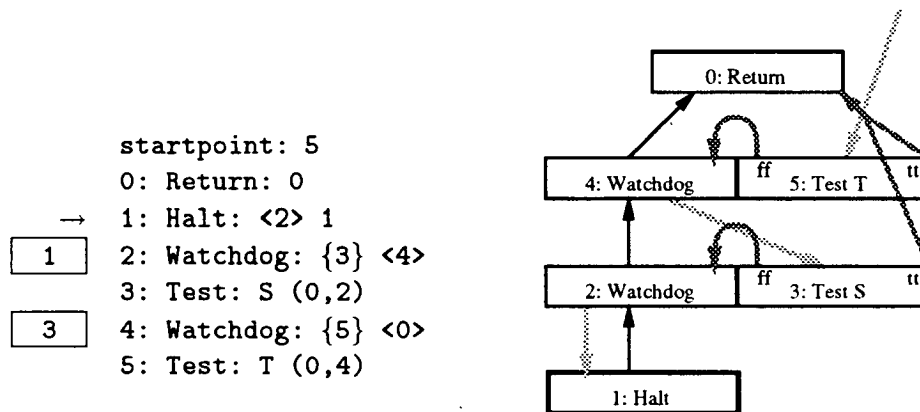 startpoint: 5
0: Return: 0
→ 1: Halt: <2> 1
1 2: Watchdog: {3} <4>
3: Test: S (0,2)
3 4: Watchdog: {5} <0>
5: Test: T (0,4)
0: Return
4: Watchdog ff 5: Test T tt
2: Watchdog ff 3: Test S tt
1: Halt